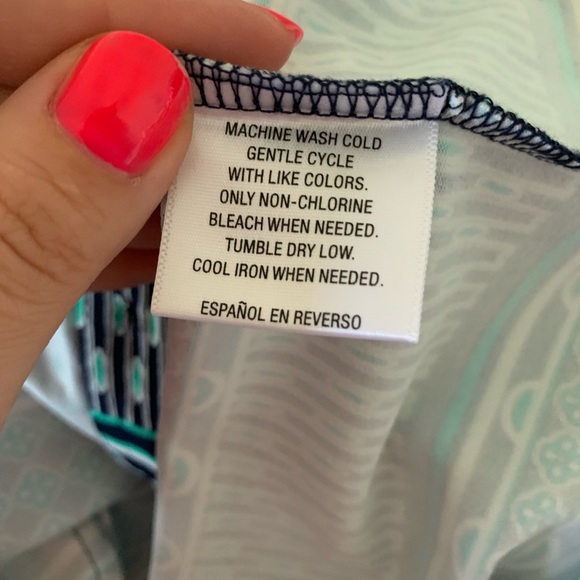 MACHINE WASH COLD
GENTLE CYCLE
WITH LIKE COLORS.
ONLY NON-CHLORINE
BLEACH WHEN NEEDED.
TUMBLE DRY LOW.
COOL IRON WHEN NEEDED.
ESPAÑOL EN REVERSO